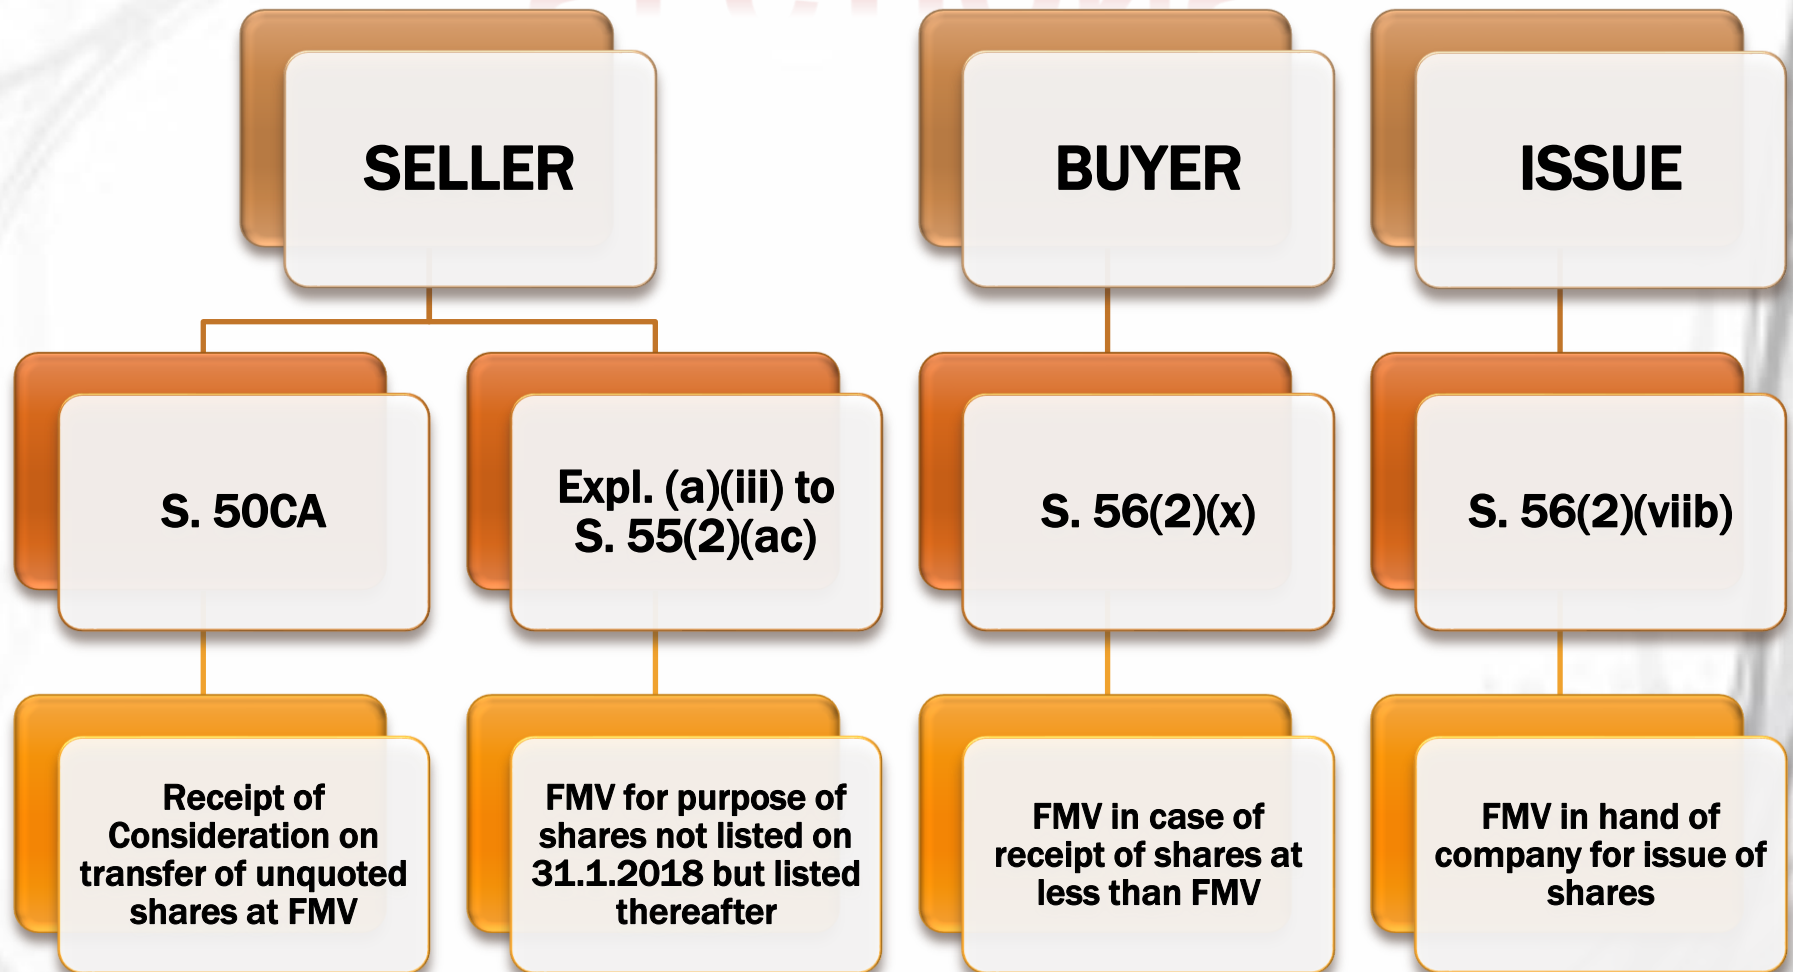 SELLER
BUYER
ISSUE
S. 50CA
Expl. (a)(iii) to
S. 55(2)(ac)
S. 56(2)(x)
S. 56(2)(viib)
Receipt of
Consideration on
transfer of unquoted
shares at FMV
FMV for purpose of
shares not listed on
31.1.2018 but listed
thereafter
FMV in case of
receipt of shares at
less than FMV
FMV in hand of
company for issue of
shares